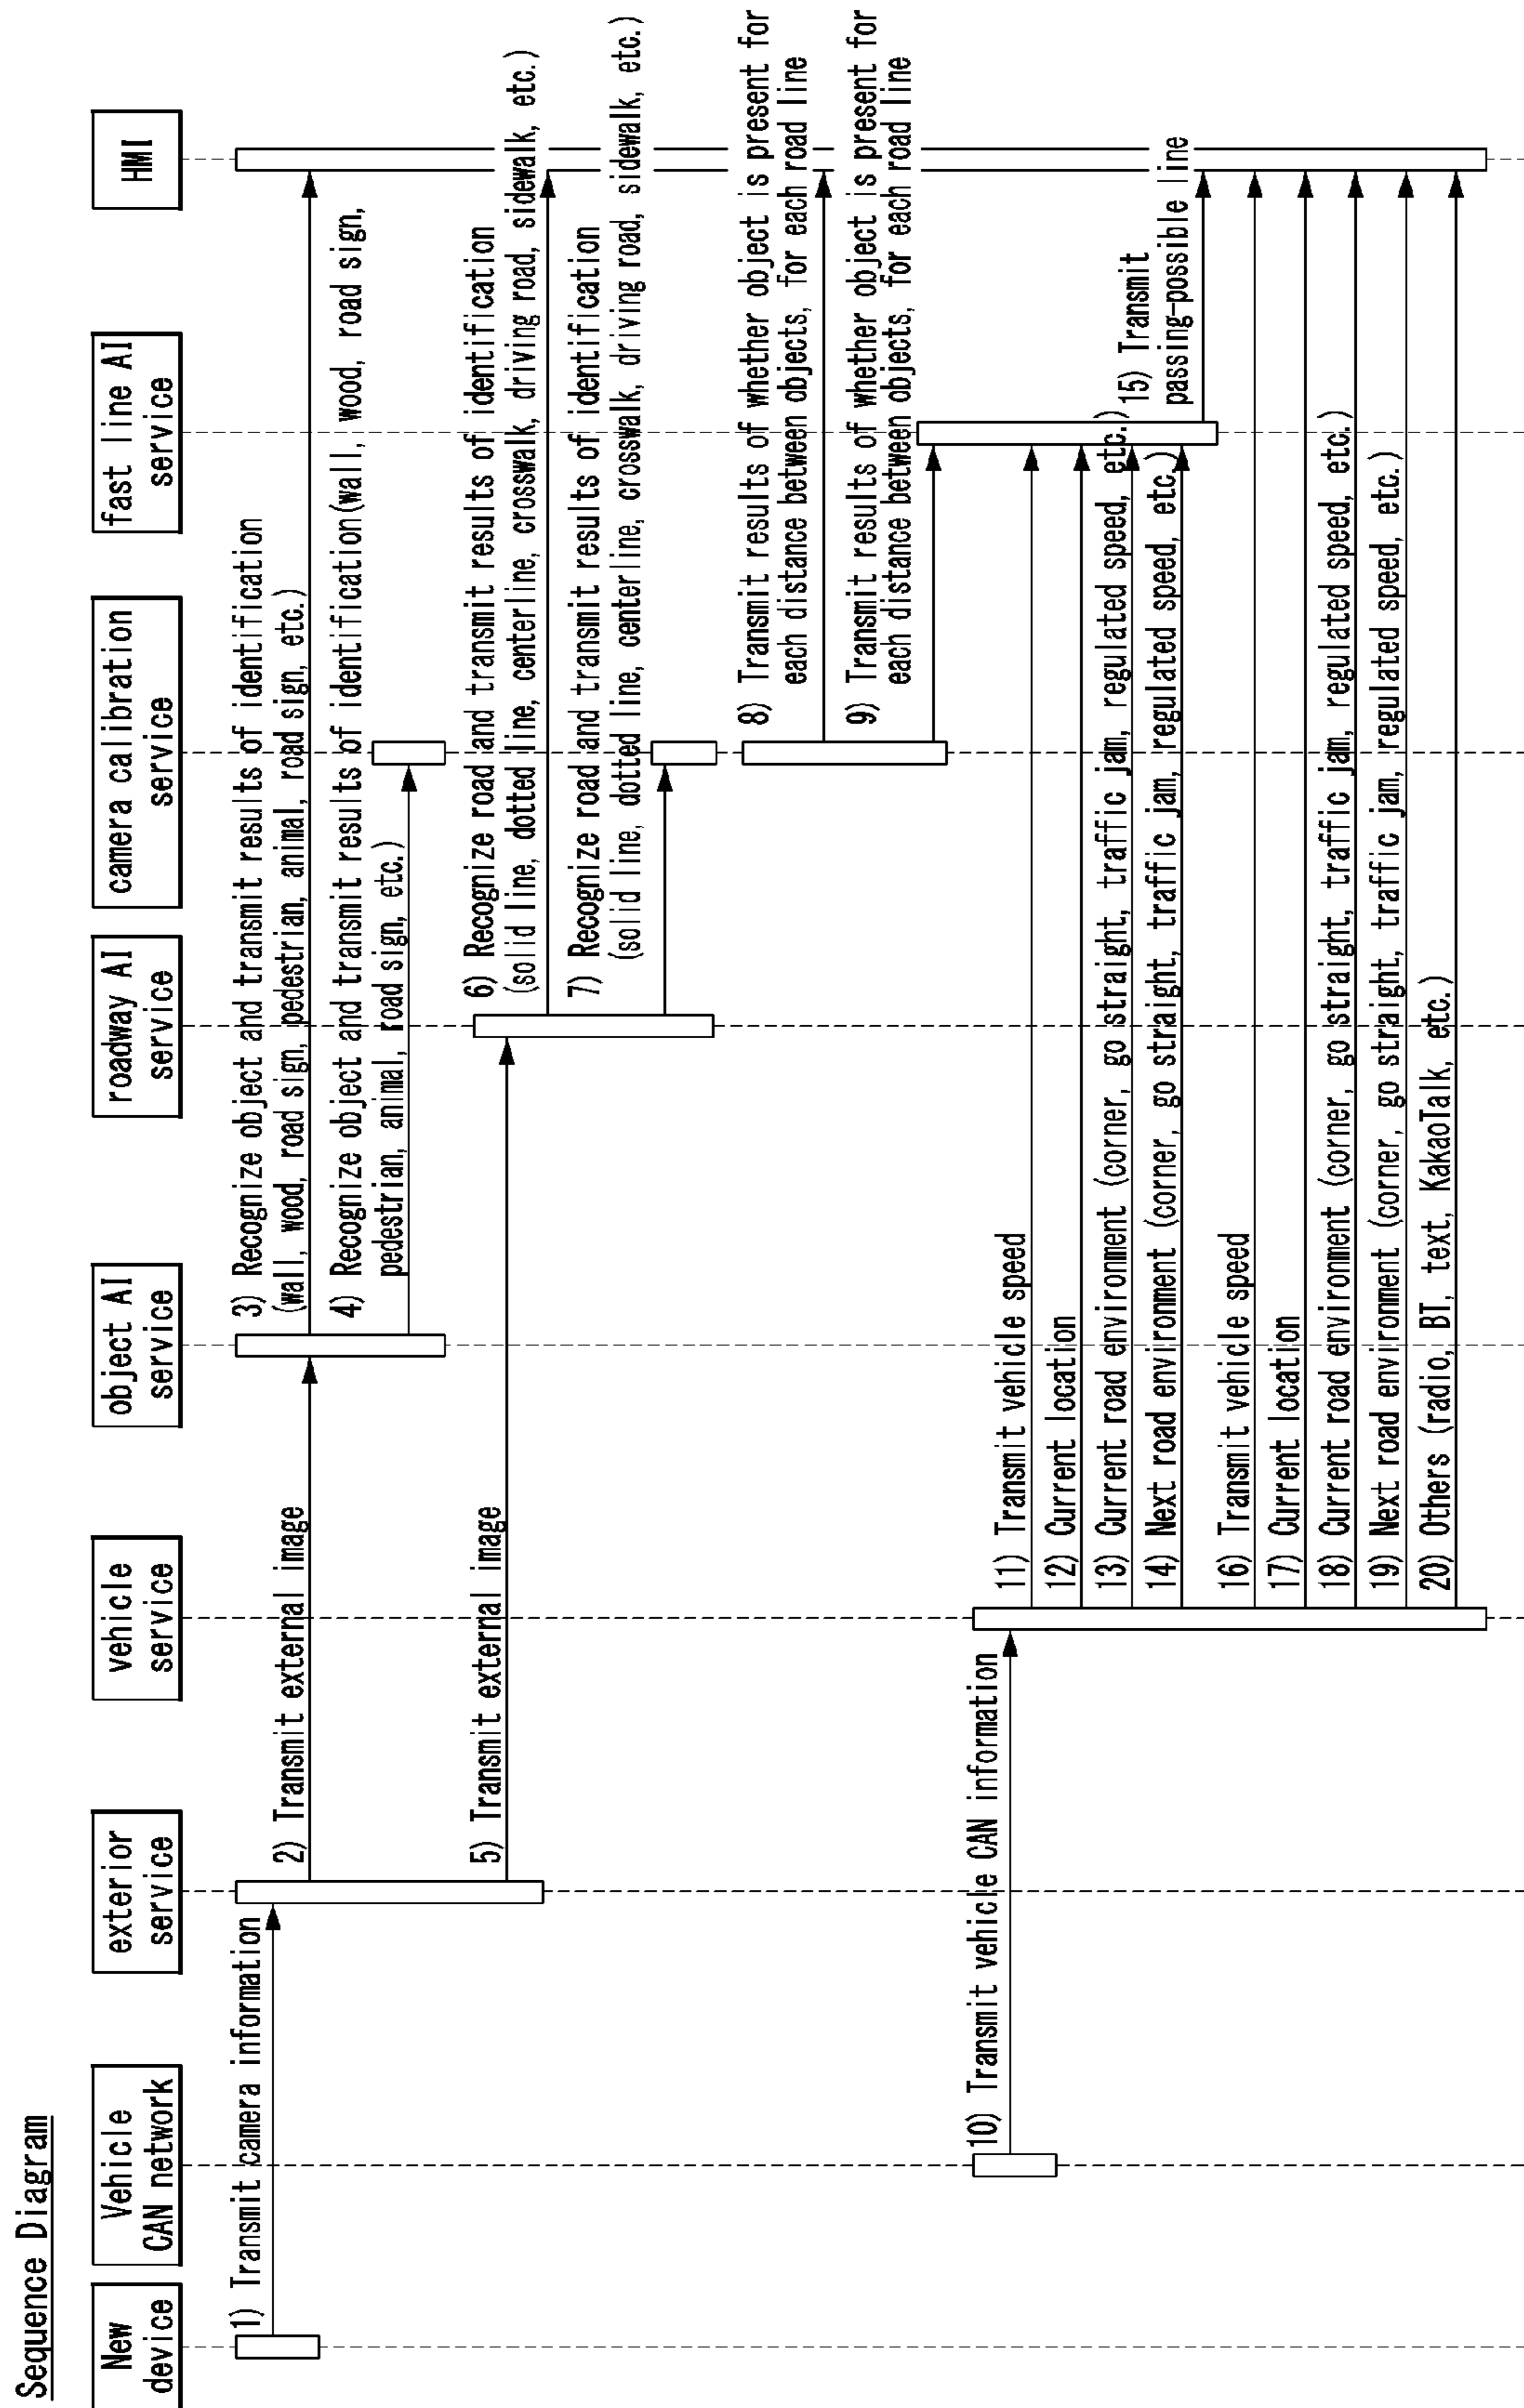 Sequence Diagram
New
device
Vehicle
CAN network
exterior
service
vehicle
service
object AI
service
roadway AI
service
camera calibration
service
fast line AI
service
HMI
1) Transmit camera information
2) Transmit external image
3) Recognize object and transmit results of identification
(wall, wood, road sign, pedestrian, animal, road sign, etc.)
4) Recognize object and transmit results of identification(wall, wood, road sign,
pedestrian, animal, road sign, etc.)
5) Transmit external image
6) Recognize road and transmit results of identification
(solid line, dotted line, centerline, crosswalk, driving road, sidewalk, etc.)
7) Recognize road and transmit results of identification
(solid line, dotted line, centerline, crosswalk, driving road, sidewalk, etc.)
8) Transmit results of whether object is present for
each distance between objects, for each road line
9) Transmit results of whether object is present for
each distance between objects, for each road line
10) Transmit vehicle CAN information
11) Transmit vehicle speed
12) Current location
13) Current road environment (corner, go straight, traffic jam, regulated speed, etc.)
14) Next road environment (corner, go straight, traffic jam, regulated speed, etc.)
15) Transmit
passing-possible line
16) Transmit vehicle speed
17) Current location
18) Current road environment (corner, go straight, traffic jam, regulated speed, etc.)
19) Next road environment (corner, go straight, traffic jam, regulated speed, etc.)
20) Others (radio, BT, text, KakaoTalk, etc.)